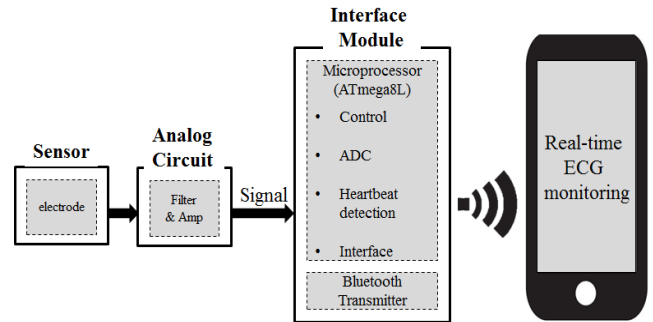 Sensor
electrode
Analog
Circuit
Filter
& Amp
Signal
Interface
Module
Microprocessor
(ATmega8L)
• Control
• ADC
• Heartbeat
detection
• Interface
Bluetooth
Transmitter
Real-time
ECG
monitoring